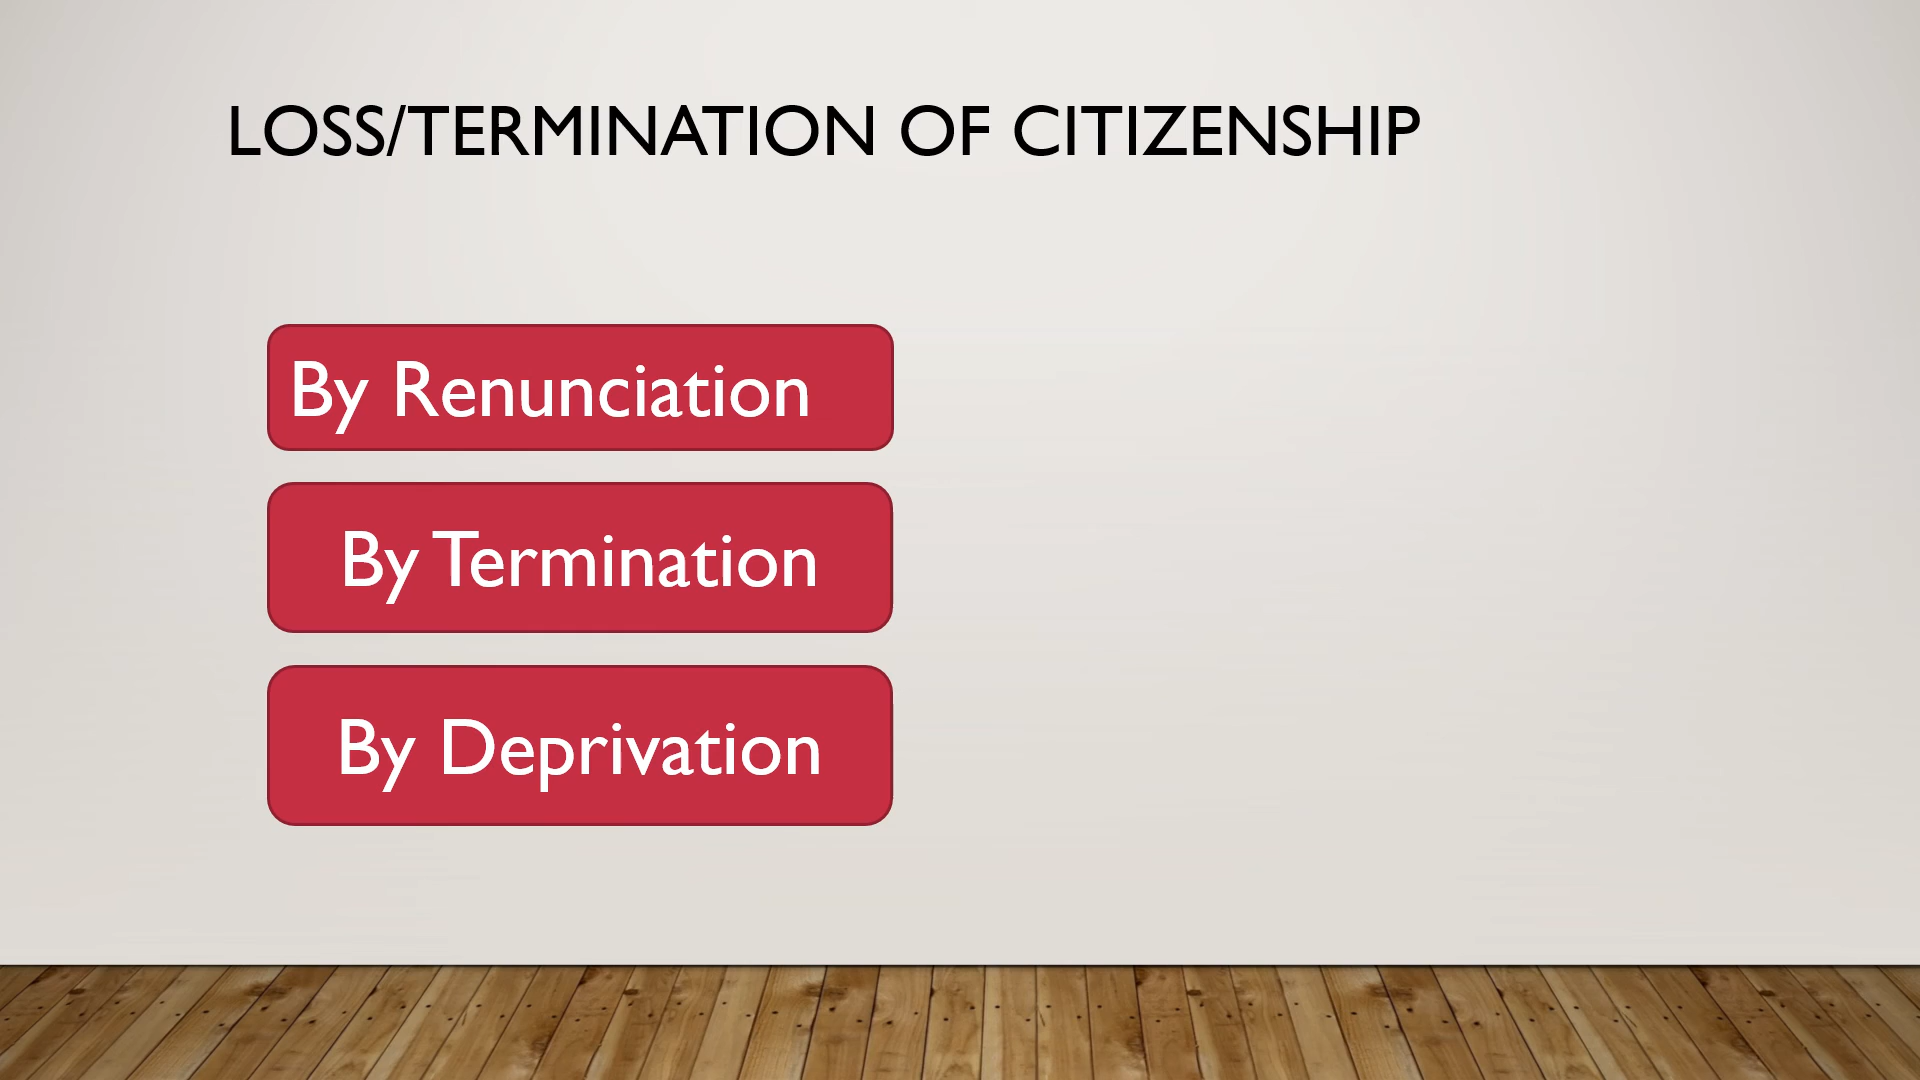 LOSS/TERMINATION OF CITIZENSHIP
By Renunciation
By Termination
By Deprivation